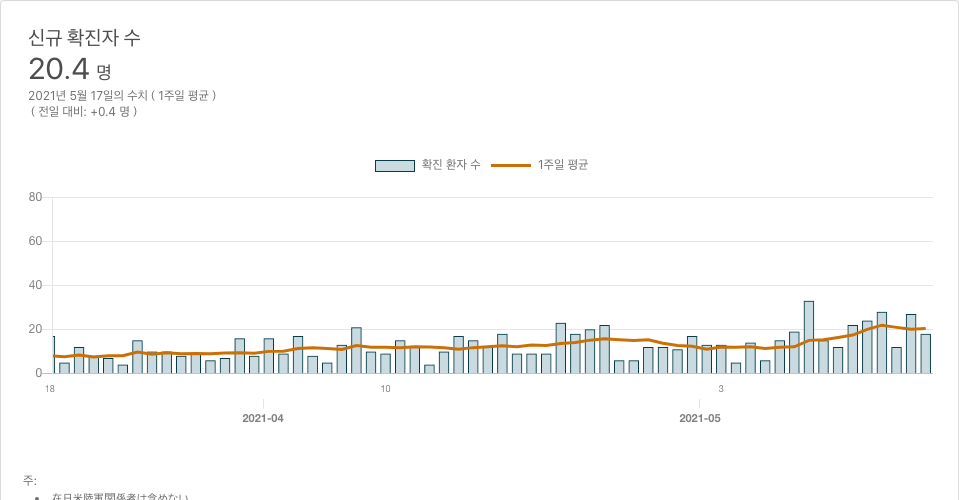 신규 확진자 수
20.4 명
2021년 5월 17일의 수치 ( 1주일 평균 )
( 전일 대비: +0.4 명 )
확진 환자 수 1주일 평균
80
60
40
20
0
18 10 3
2021-04 2021-05
주:
• 在日米陸軍関係者は含めない